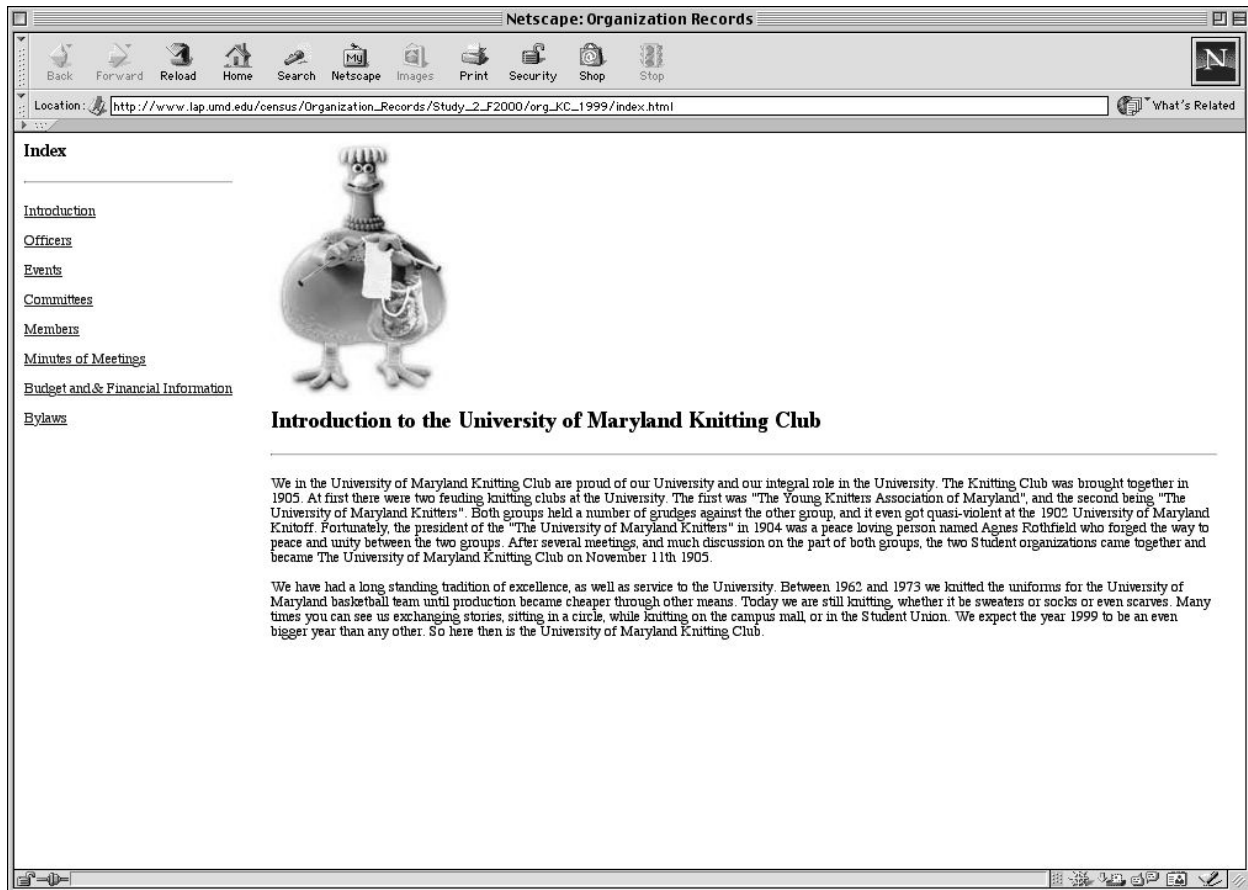 Netscape: Organization Records
Back Forward Reload Home Search Netscape Images Print Security Shop Stop
My
N
Location: http://www.lap.umd.edu/census/Organization_Records/Study_2_F2000/org_KC_1999/index.html What's Related
Index
Introduction
Officers
Events
Committees
Members
Minutes of Meetings
Budget and & Financial Information
Bylaws
Introduction to the University of Maryland Knitting Club
We in the University of Maryland Knitting Club are proud of our University and our integral role in the University. The Knitting Club was brought together in
1905. At first there were two feuding knitting clubs at the University. The first was "The Young Knitters Association of Maryland", and the second being "The
University of Maryland Knitters". Both groups held a number of grudges against the other group, and it even got quasi-violent at the 1902 University of Maryland
Knitoff. Fortunately, the president of the "The University of Maryland Knitters" in 1904 was a peace loving person named Agnes Rothfield who forged the way to
peace and unity between the two groups. After several meetings, and much discussion on the part of both groups, the two Student organizations came together and
became The University of Maryland Knitting Club on November 11th 1905.
We have had a long standing tradition of excellence, as well as service to the University. Between 1962 and 1973 we knitted the uniforms for the University of
Maryland basketball team until production became cheaper through other means. Today we are still knitting, whether it be sweaters or socks or even scarves. Many
times you can see us exchanging stories, sitting in a circle, while knitting on the campus mall, or in the Student Union. We expect the year 1999 to be an even
bigger year than any other. So here then is the University of Maryland Knitting Club.